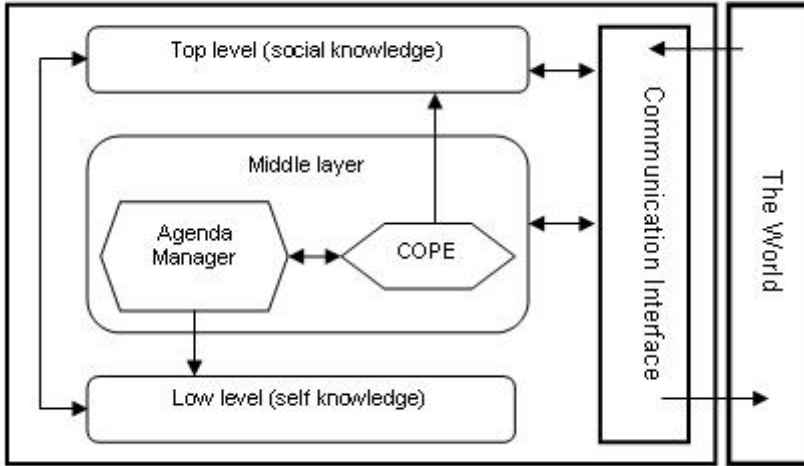 Top level (social knowledge)
Middle layer
Agenda
Manager
COPE
Low level (self knowledge)
Communication Interface
The World